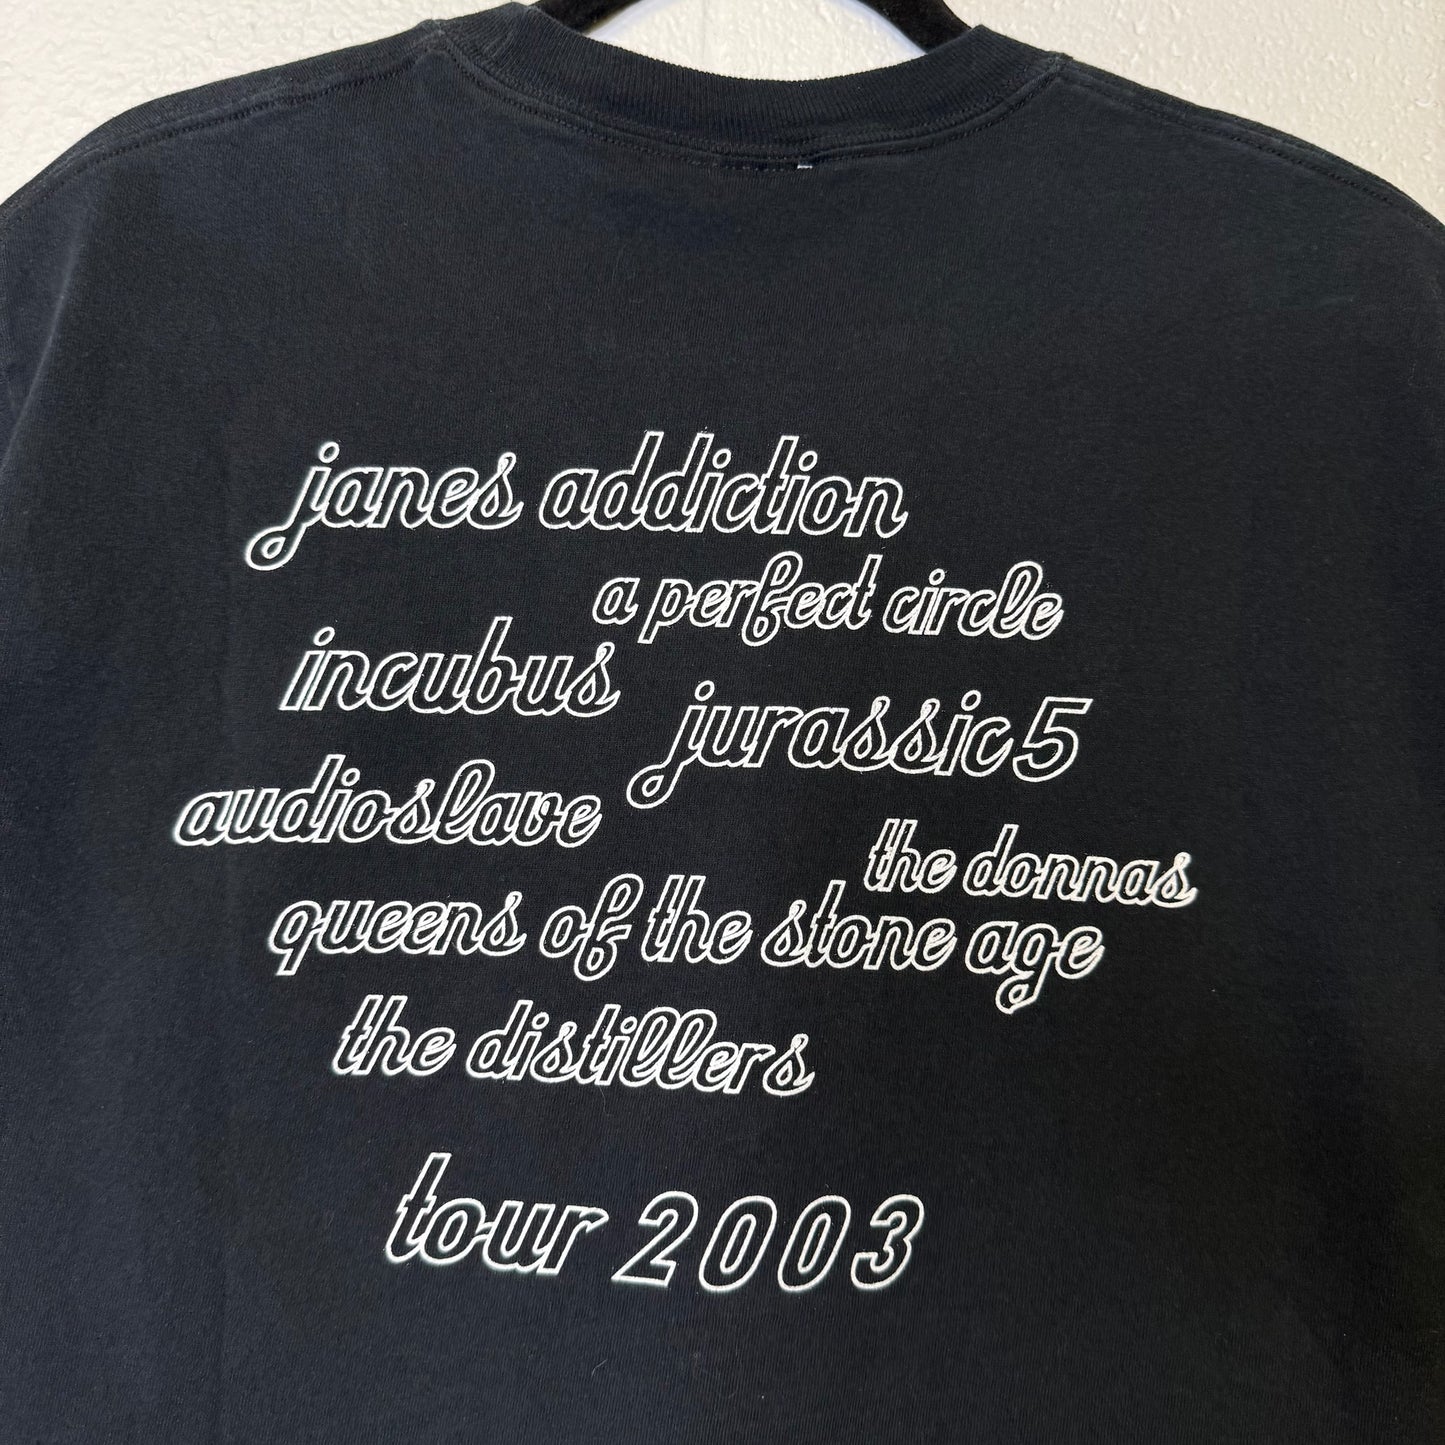 janes addiction
a perfect circle
incubus
jurassic 5
audioslave
the donnas
queens of the stone age
the distillers
tour 2003